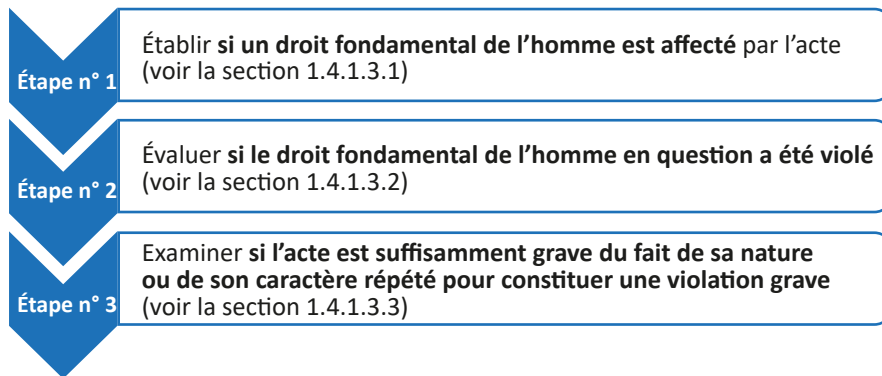 Étape n° 1
Établir si un droit fondamental de l’homme est affecté par l’acte
(voir la section 1.4.1.3.1)
Étape n° 2
Évaluer si le droit fondamental de l’homme en question a été violé
(voir la section 1.4.1.3.2)
Étape n° 3
Examiner si l’acte est suffisamment grave du fait de sa nature
ou de son caractère répété pour constituer une violation grave
(voir la section 1.4.1.3.3)